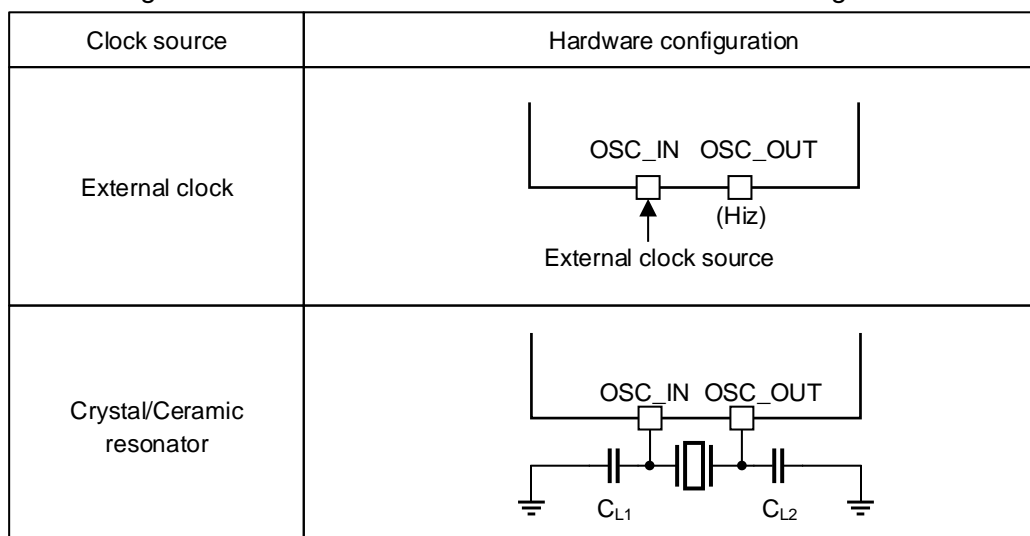 Clock source
Hardware configuration
External clock
OSC_IN OSC_OUT
(Hiz)
External clock source
Crystal/Ceramic
resonator
OSC_IN OSC_OUT
CL1
CL2